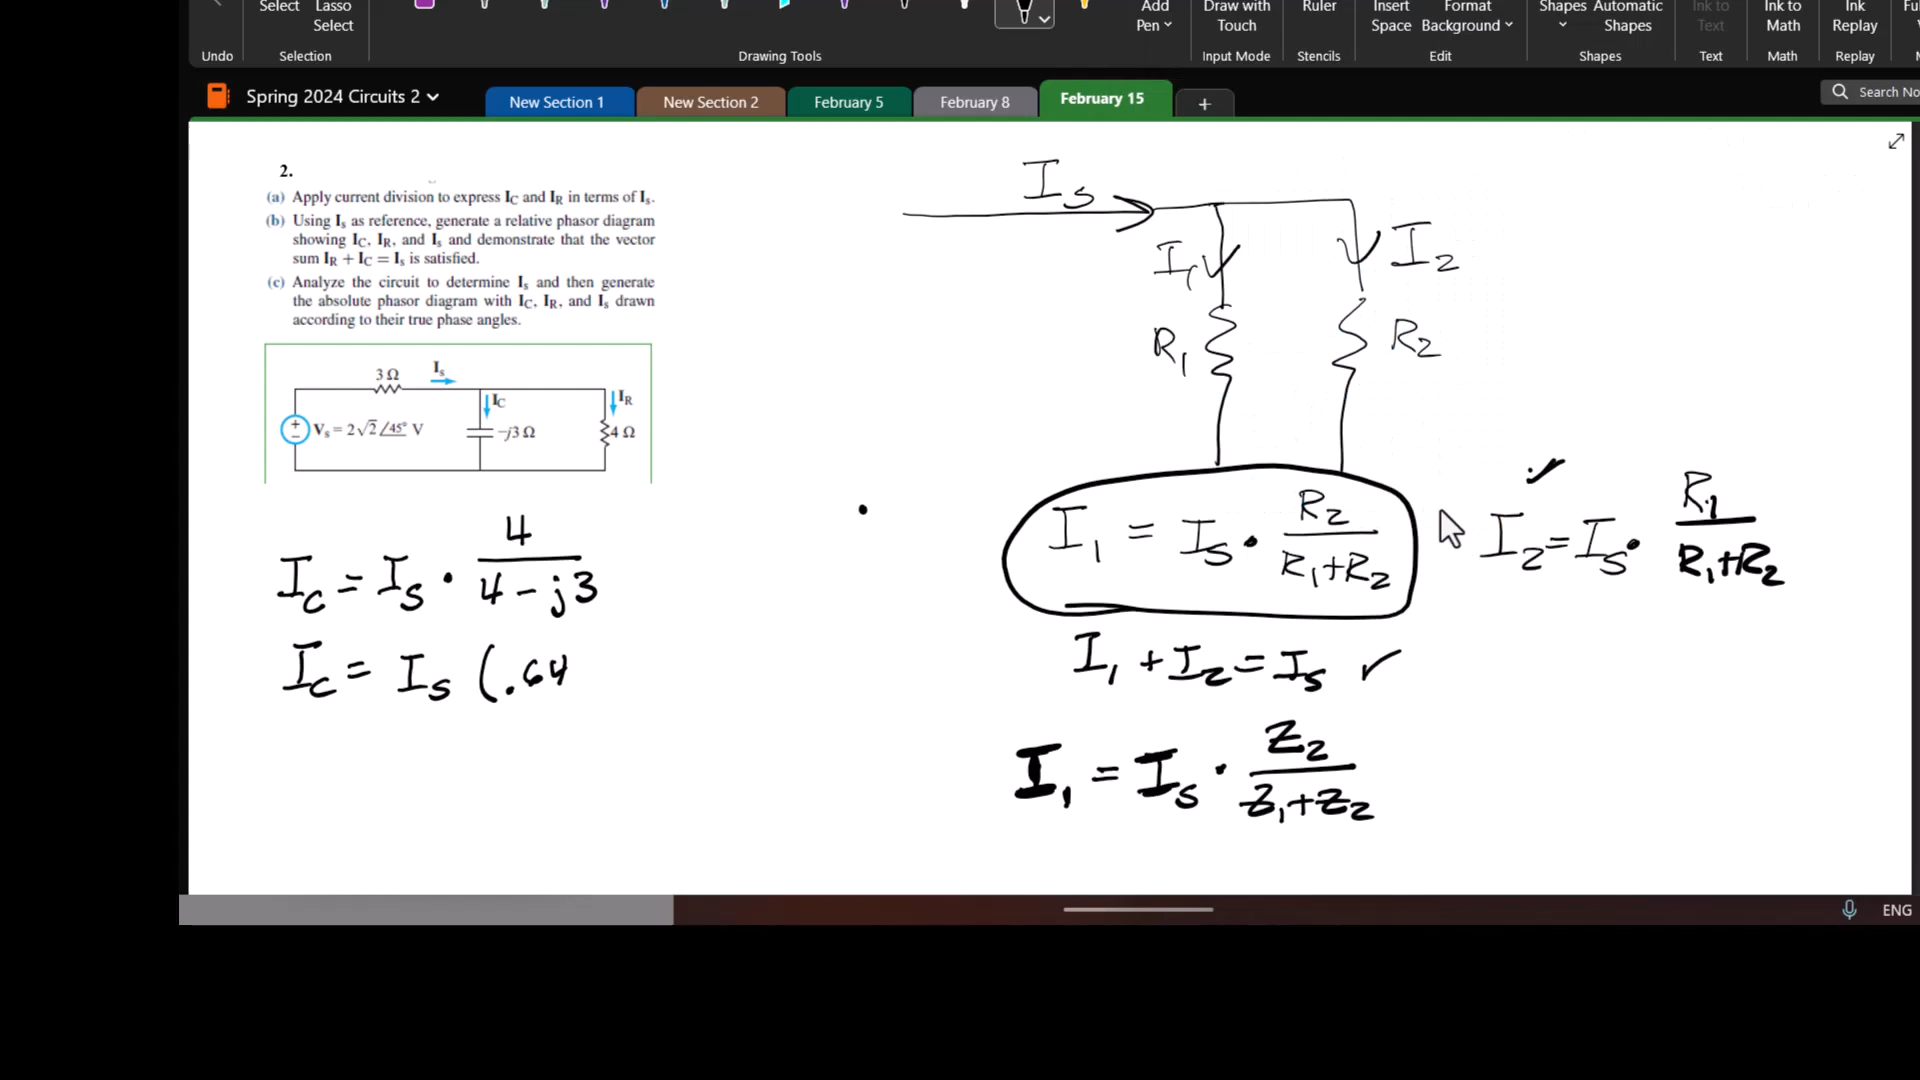 Select Lasso Select
Undo
Selection
Drawing Tools
Add Pen
Draw with Touch
Input Mode
Ruler
Stencils
Insert Space
Format Background
Edit
Shapes Automatic Shapes
Shapes
Ink to Text
Text
Ink to Math
Math
Ink Replay
Replay
Spring 2024 Circuits 2
New Section 1
New Section 2
February 5
February 8
February 15
+
Search No
2.
(a) Apply current division to express I_C and I_R in terms of I_s.
(b) Using I_s as reference, generate a relative phasor diagram
showing I_C, I_R, and I_s and demonstrate that the vector
sum I_R + I_C = I_s is satisfied.
(c) Analyze the circuit to determine I_s and then generate
the absolute phasor diagram with I_C, I_R, and I_s drawn
according to their true phase angles.
3 Ω
I_s
I_C
I_R
+
−
V_s = 2√2 ∠45° V
-j3 Ω
4 Ω
I_C = I_S · 4 / (4 - j3)
I_C = I_S (.64
I_S
I_1
I_2
R_1
R_2
I_1 = I_S · R_2 / (R_1+R_2)
I_2 = I_S · R_1 / (R_1+R_2)
I_1 + I_2 = I_S ✓
I_1 = I_S · Z_2 / (Z_1+Z_2)
ENG